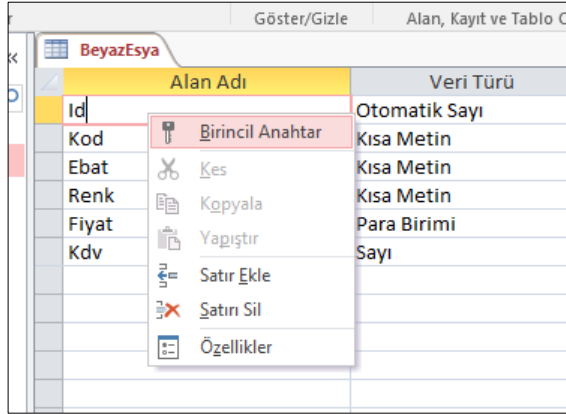 Göster/Gizle Alan, Kayıt ve Tablo
BeyazEsya
Alan Adı Veri Türü
Id Otomatik Sayı
Kod Kısa Metin
Ebat Kısa Metin
Renk Kısa Metin
Fiyat Para Birimi
Kdv Sayı
Birincil Anahtar
Kes
Kopyala
Yapıştır
Satır Ekle
Satırı Sil
Özellikler